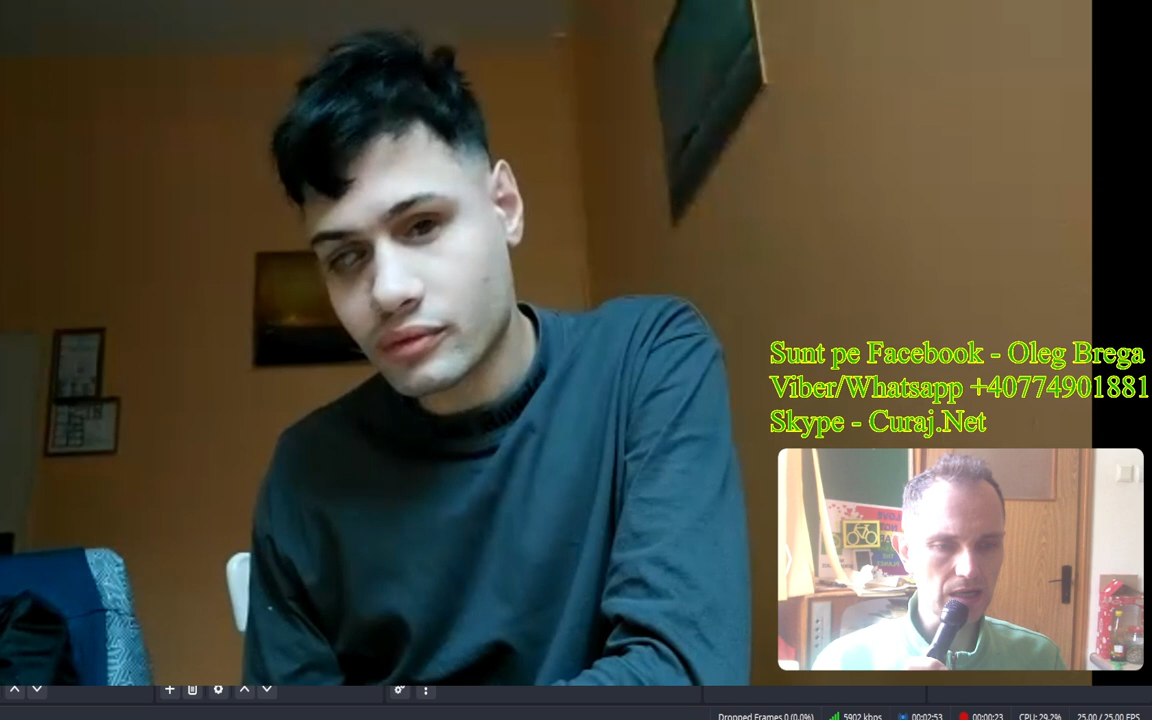 Sunt pe Facebook - Oleg Brega
Viber/Whatsapp +40774901881
Skype - Curaj.Net
LOVE
Dropped Frames 0 (0.0%)
5902 kbps
00:02:53
00:00:23
CPU: 29.2%
25.00 / 25.00 FPS